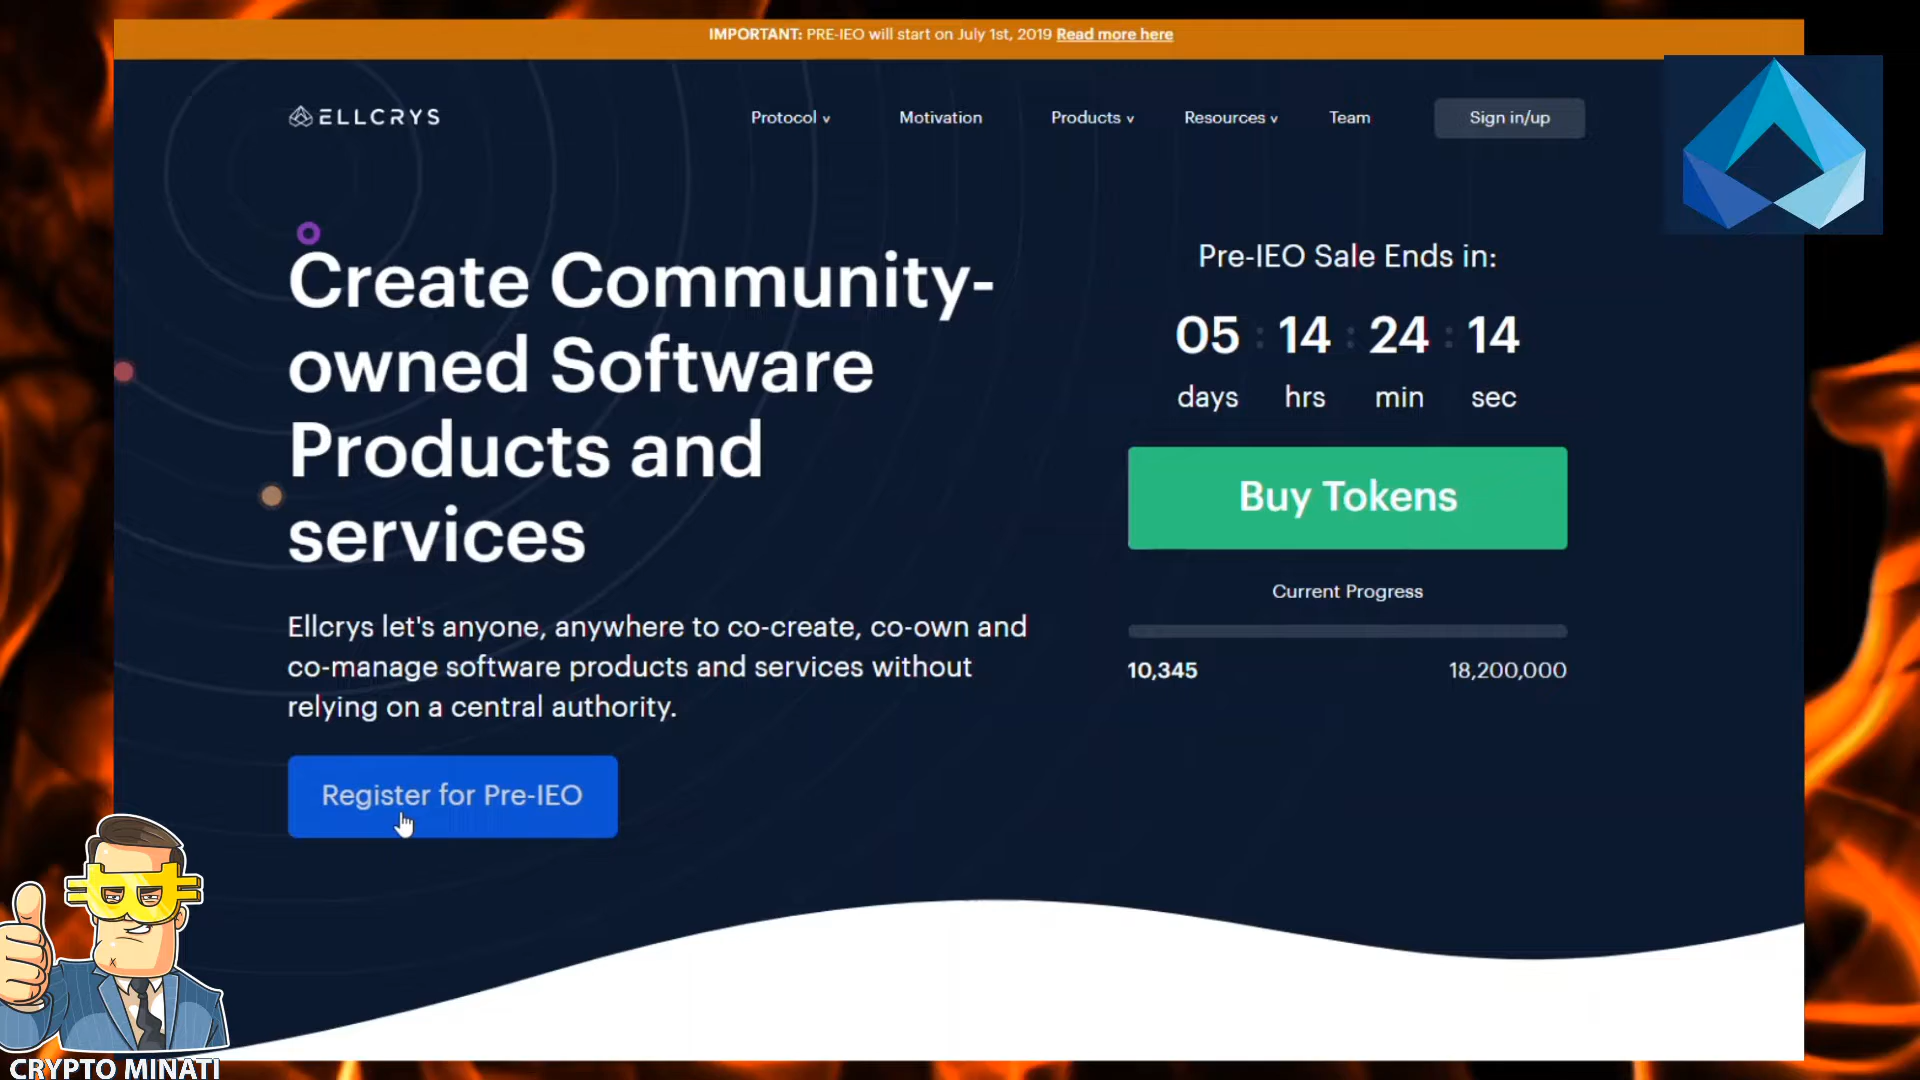 IMPORTANT: PRE-IEO will start on July 1st, 2019 Read more here
ELLCRYS
Protocol v
Motivation
Products v
Resources v
Team
Sign in/up
Create Community-
owned Software
Products and
services
Ellcrys let's anyone, anywhere to co-create, co-own and
co-manage software products and services without
relying on a central authority.
Register for Pre-IEO
Pre-IEO Sale Ends in:
05 : 14 : 24 : 14
days hrs min sec
Buy Tokens
Current Progress
10,345 18,200,000
CRYPTO MINATI